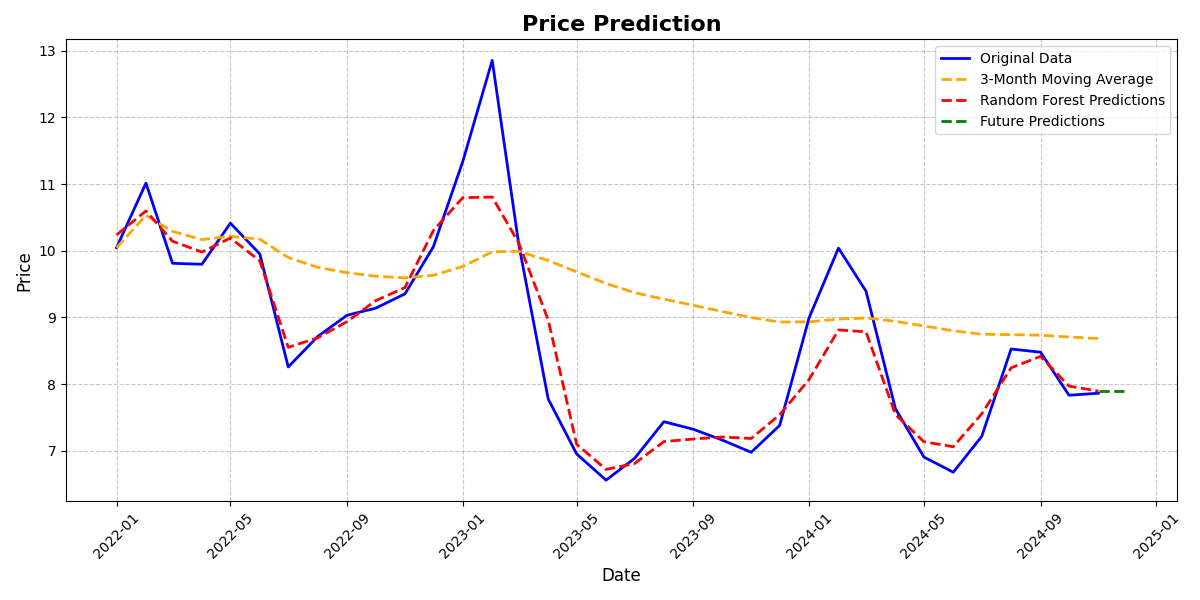 Price Prediction
Price
13
12
11
10
9
8
7
Original Data
3-Month Moving Average
Random Forest Predictions
Future Predictions
2022-01
2022-05
2022-09
2023-01
2023-05
2023-09
2024-01
2024-05
2024-09
2025-01
Date